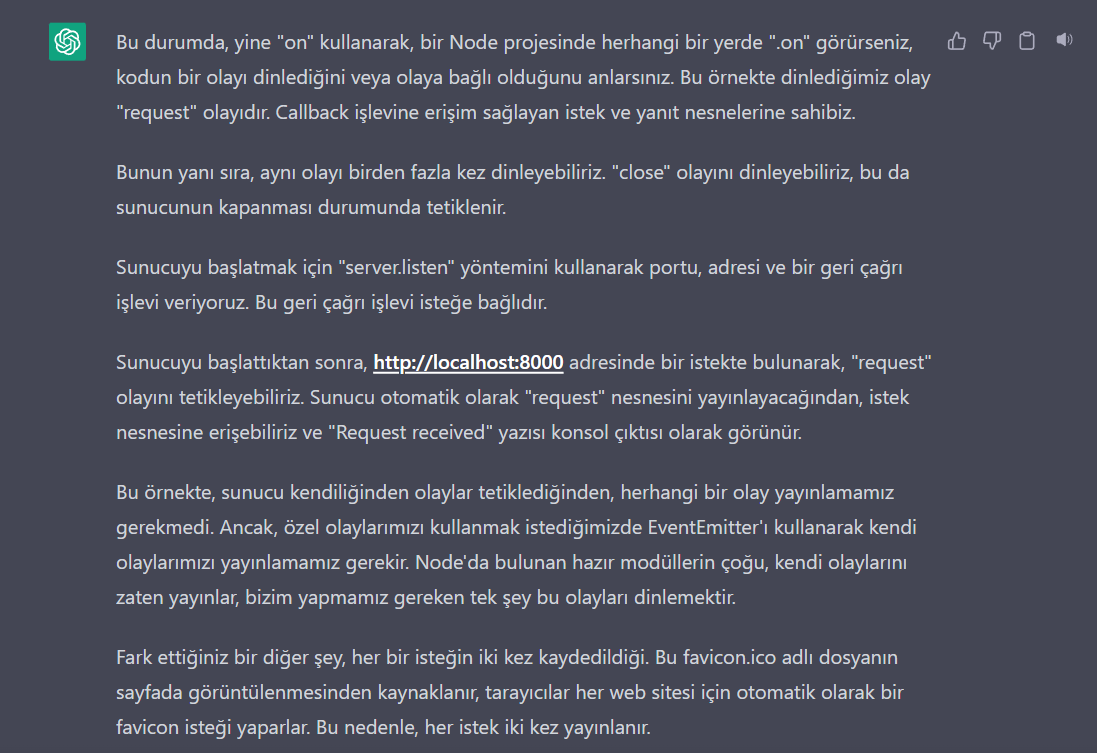 Bu durumda, yine "on" kullanarak, bir Node projesinde herhangi bir yerde ".on" görürseniz,
kodun bir olayı dinlediğini veya olaya bağlı olduğunu anlarsınız. Bu örnekte dinlediğimiz olay
"request" olayıdır. Callback işlevine erişim sağlayan istek ve yanıt nesnelerine sahibiz.
Bunun yanı sıra, aynı olayı birden fazla kez dinleyebiliriz. "close" olayını dinleyebiliriz, bu da
sunucunun kapanması durumunda tetiklenir.
Sunucuyu başlatmak için "server.listen" yöntemini kullanarak portu, adresi ve bir geri çağrı
işlevi veriyoruz. Bu geri çağrı işlevi isteğe bağlıdır.
Sunucuyu başlattıktan sonra, http://localhost:8000 adresinde bir istekte bulunarak, "request"
olayını tetikleyebiliriz. Sunucu otomatik olarak "request" nesnesini yayınlayacağından, istek
nesnesine erişebiliriz ve "Request received" yazısı konsol çıktısı olarak görünür.
Bu örnekte, sunucu kendiliğinden olaylar tetiklediğinden, herhangi bir olay yayınlamamız
gerekmedi. Ancak, özel olaylarımızı kullanmak istediğimizde EventEmitter'ı kullanarak kendi
olaylarımızı yayınlamamız gerekir. Node'da bulunan hazır modüllerin çoğu, kendi olaylarını
zaten yayınlar, bizim yapmamız gereken tek şey bu olayları dinlemektir.
Fark ettiğiniz bir diğer şey, her bir isteğin iki kez kaydedildiği. Bu favicon.ico adlı dosyanın
sayfada görüntülenmesinden kaynaklanır, tarayıcılar her web sitesi için otomatik olarak bir
favicon isteği yaparlar. Bu nedenle, her istek iki kez yayınlanır.